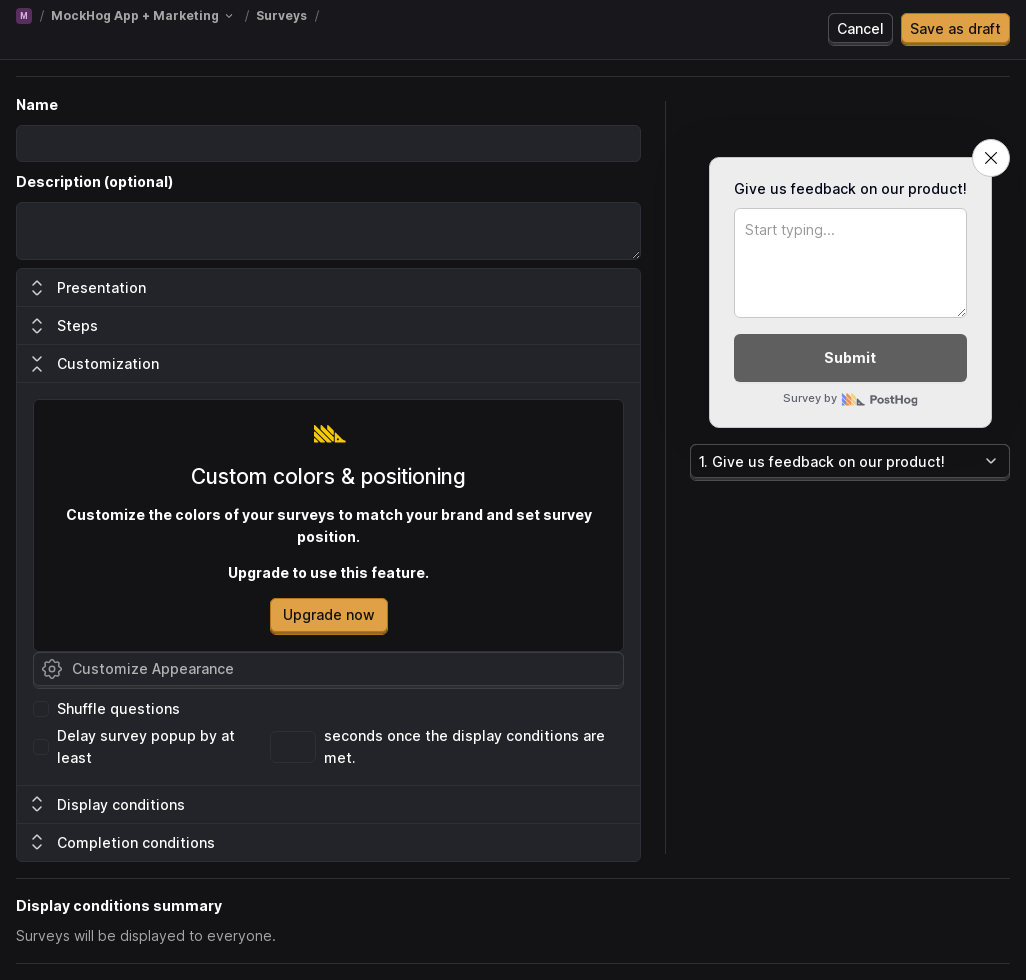 M / MockHog App + Marketing / Surveys /
Cancel
Save as draft
Name
Description (optional)
Presentation
Steps
Customization
Custom colors & positioning
Customize the colors of your surveys to match your brand and set survey
position.
Upgrade to use this feature.
Upgrade now
Customize Appearance
Shuffle questions
Delay survey popup by at
least
seconds once the display conditions are
met.
Display conditions
Completion conditions
Give us feedback on our product!
Start typing...
Submit
Survey by PostHog
1. Give us feedback on our product!
Display conditions summary
Surveys will be displayed to everyone.